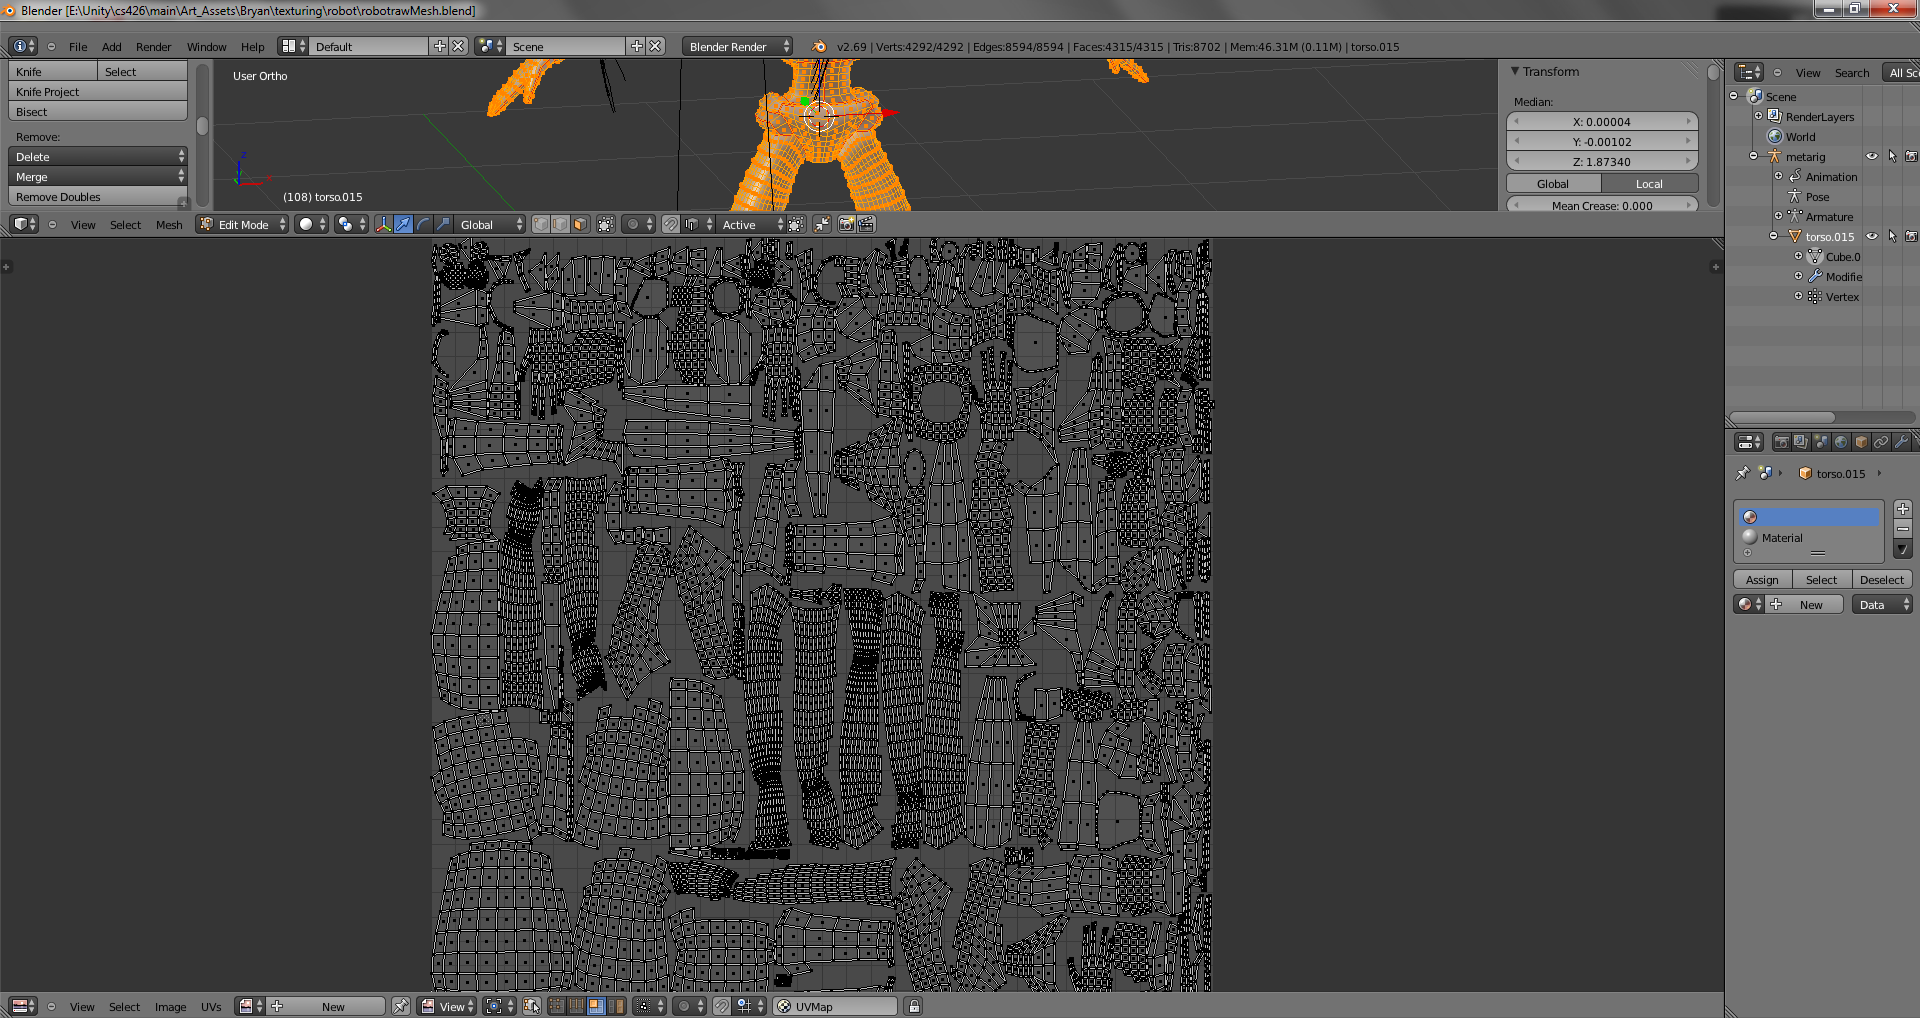 Blender [E:\Unity\cs426\main\Art_Assets\Bryan\texturing\robot\robotrawMesh.blend]
File Add Render Window Help Default Scene Blender Render v2.69 | Verts:4292/4292 | Edges:8594/8594 | Faces:4315/4315 | Tris:8702 | Mem:46.31M (0.11M) | torso.015
Knife Select
Knife Project
Bisect
Remove:
Delete
Merge
Remove Doubles
User Ortho
(108) torso.015
Transform
Median:
X: 0.00004
Y: -0.00102
Z: 1.87340
Global Local
Mean Crease: 0.000
View Select Mesh Edit Mode Global Active
View Search All Sc
Scene
RenderLayers
World
metarig
Animation
Pose
Armature
torso.015
Cube.0
Modifie
Vertex
torso.015
Material
Assign Select Deselect
New Data
View Select Image UVs New View UVMap